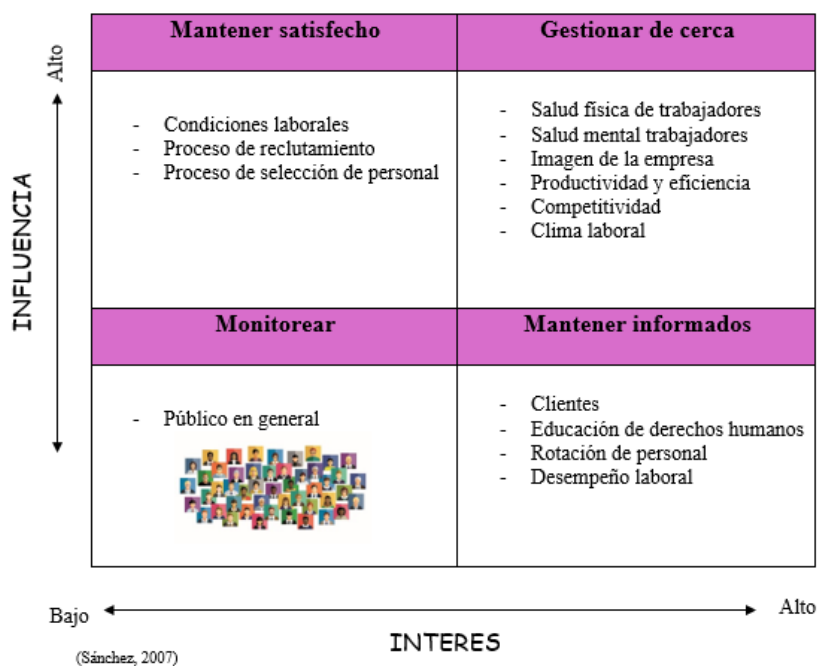 Mantener satisfecho
Gestionar de cerca
Alto
- Condiciones laborales
- Proceso de reclutamiento
- Proceso de selección de personal
- Salud física de trabajadores
- Salud mental trabajadores
- Imagen de la empresa
- Productividad y eficiencia
- Competitividad
- Clima laboral
INFLUENCIA
Monitorear
Mantener informados
- Público en general
- Clientes
- Educación de derechos humanos
- Rotación de personal
- Desempeño laboral
Bajo
Alto
INTERES
(Sánchez, 2007)